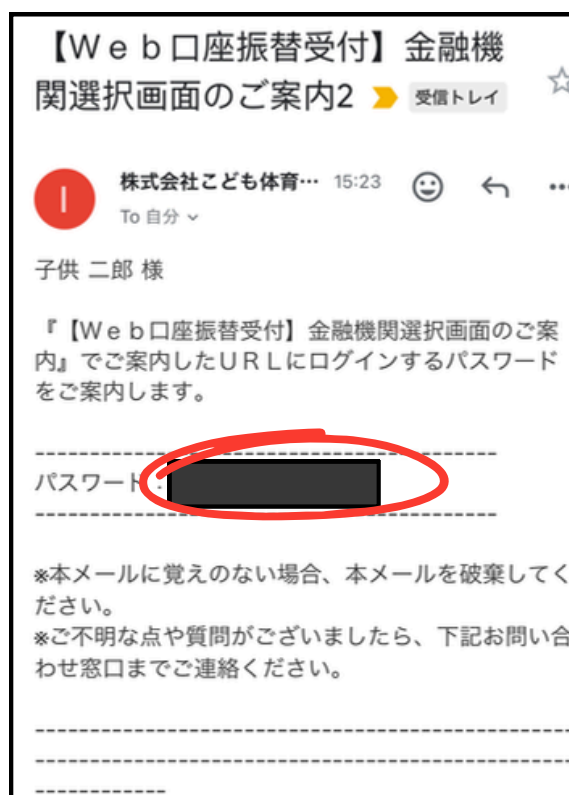 【Ｗｅｂ口座振替受付】金融機
関選択画面のご案内2 受信トレイ
株式会社こども体育… 15:23
To 自分
子供 二郎 様
『【Ｗｅｂ口座振替受付】金融機関選択画面のご案
内』でご案内したＵＲＬにログインするパスワード
をご案内します。
------------------------------------------
パスワード：
------------------------------------------
※本メールに覚えのない場合、本メールを破棄してく
ださい。
※ご不明な点や質問がございましたら、下記お問い合
わせ窓口までご連絡ください。
-------------------------------------------------
-------------------------------------------------
------------